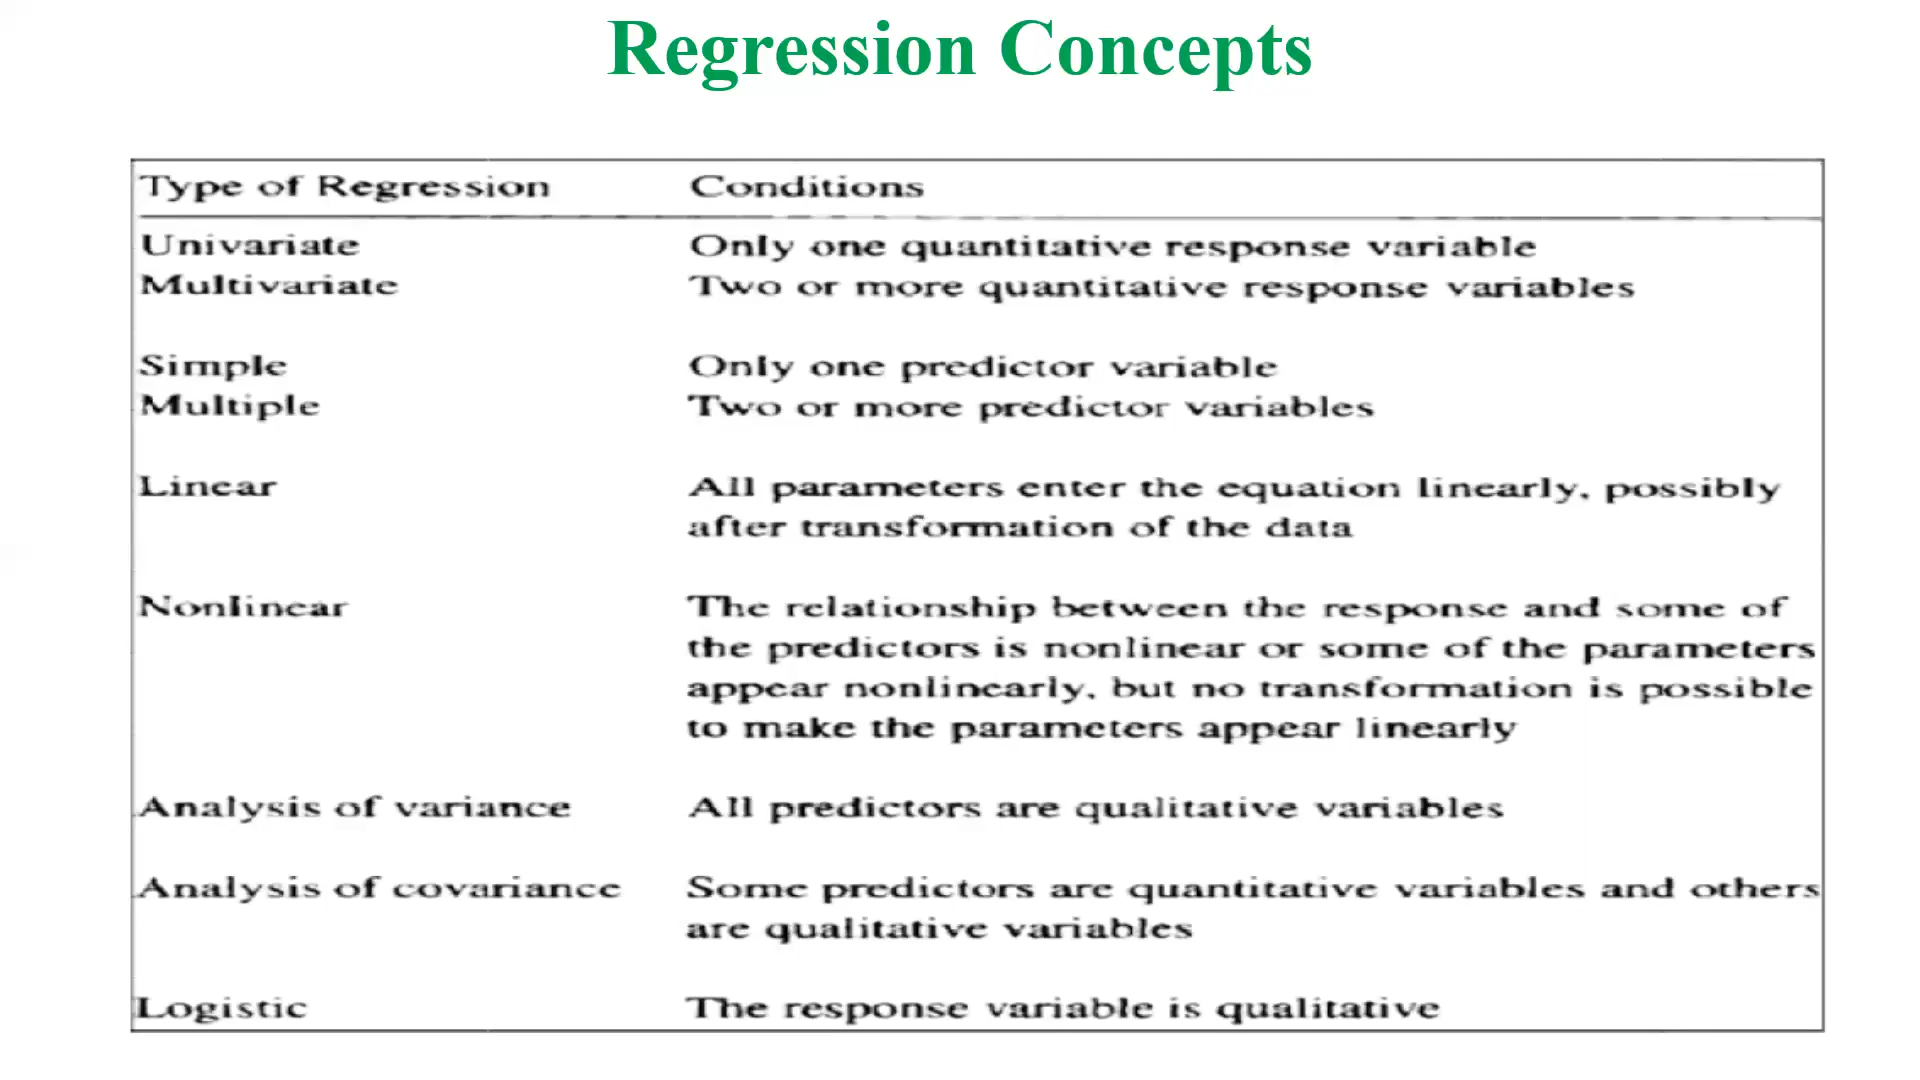 Regression Concepts
Type of Regression Conditions
Univariate Only one quantitative response variable
Multivariate Two or more quantitative response variables
Simple Only one predictor variable
Multiple Two or more predictor variables
Linear All parameters enter the equation linearly, possibly
after transformation of the data
Nonlinear The relationship between the response and some of
the predictors is nonlinear or some of the parameters
appear nonlinearly, but no transformation is possible
to make the parameters appear linearly
Analysis of variance All predictors are qualitative variables
Analysis of covariance Some predictors are quantitative variables and others
are qualitative variables
Logistic The response variable is qualitative